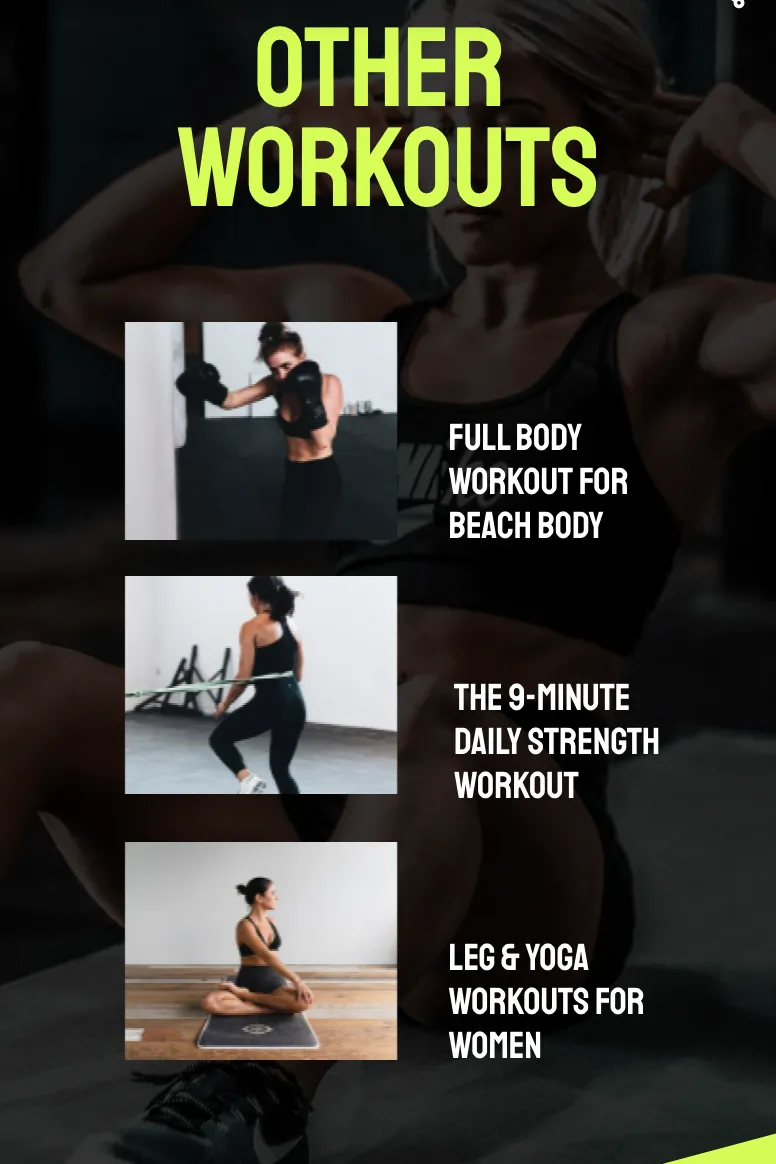 OTHER
WORKOUTS
FULL BODY
WORKOUT FOR
BEACH BODY
THE 9-MINUTE
DAILY STRENGTH
WORKOUT
LEG & YOGA
WORKOUTS FOR
WOMEN